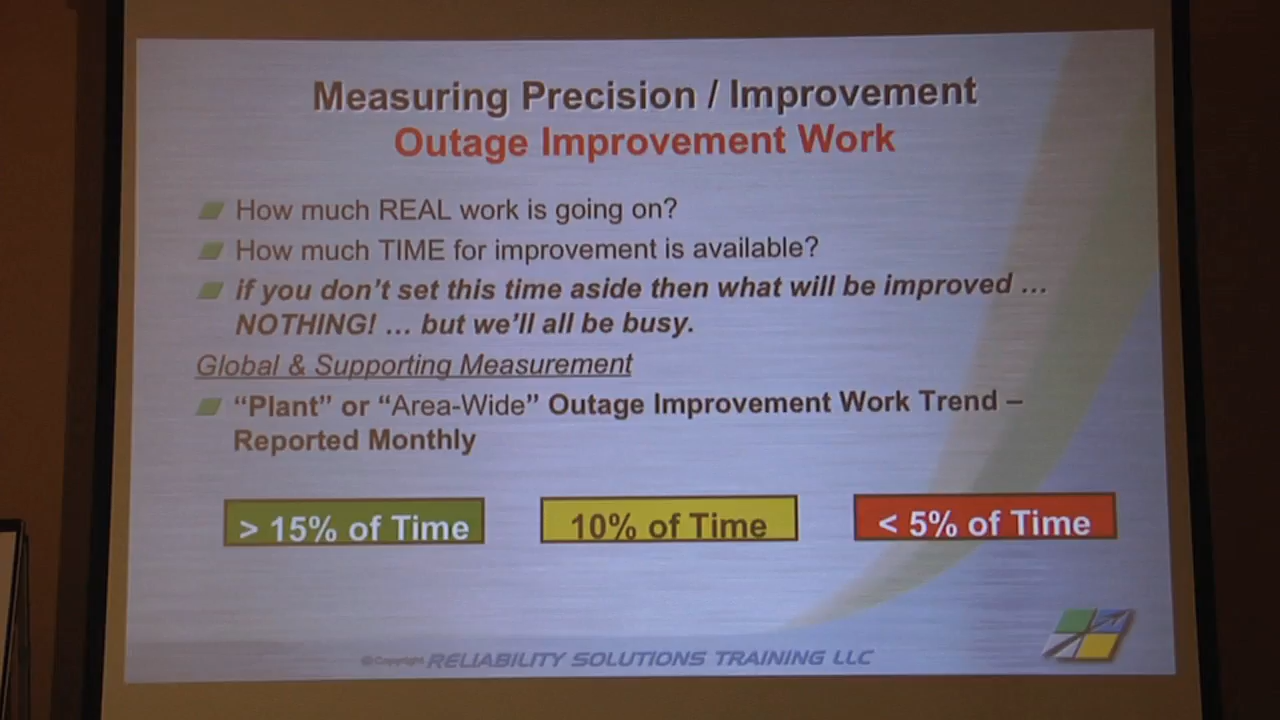 Measuring Precision / Improvement
Outage Improvement Work
How much REAL work is going on?
How much TIME for improvement is available?
if you don't set this time aside then what will be improved …
NOTHING! … but we'll all be busy.
Global & Supporting Measurement
“Plant” or “Area-Wide” Outage Improvement Work Trend –
Reported Monthly
> 15% of Time
10% of Time
< 5% of Time
© Copyright RELIABILITY SOLUTIONS TRAINING LLC